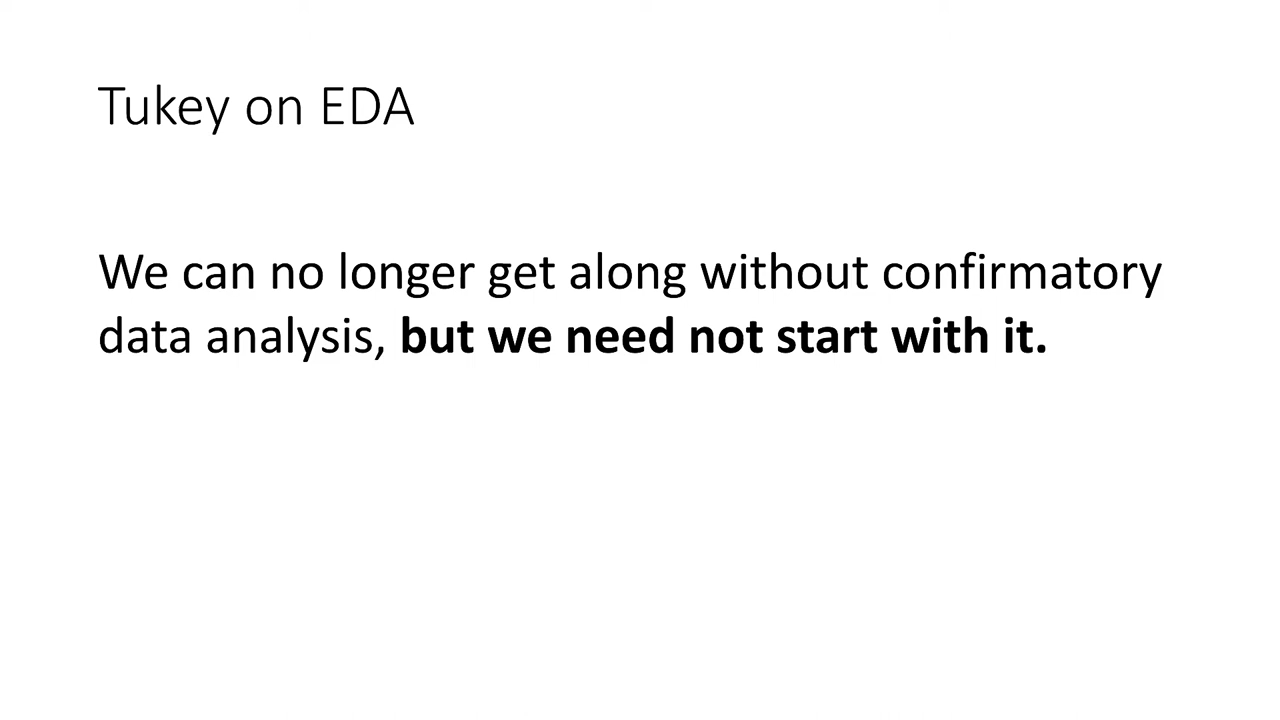 Tukey on EDA
We can no longer get along without confirmatory
data analysis, but we need not start with it.